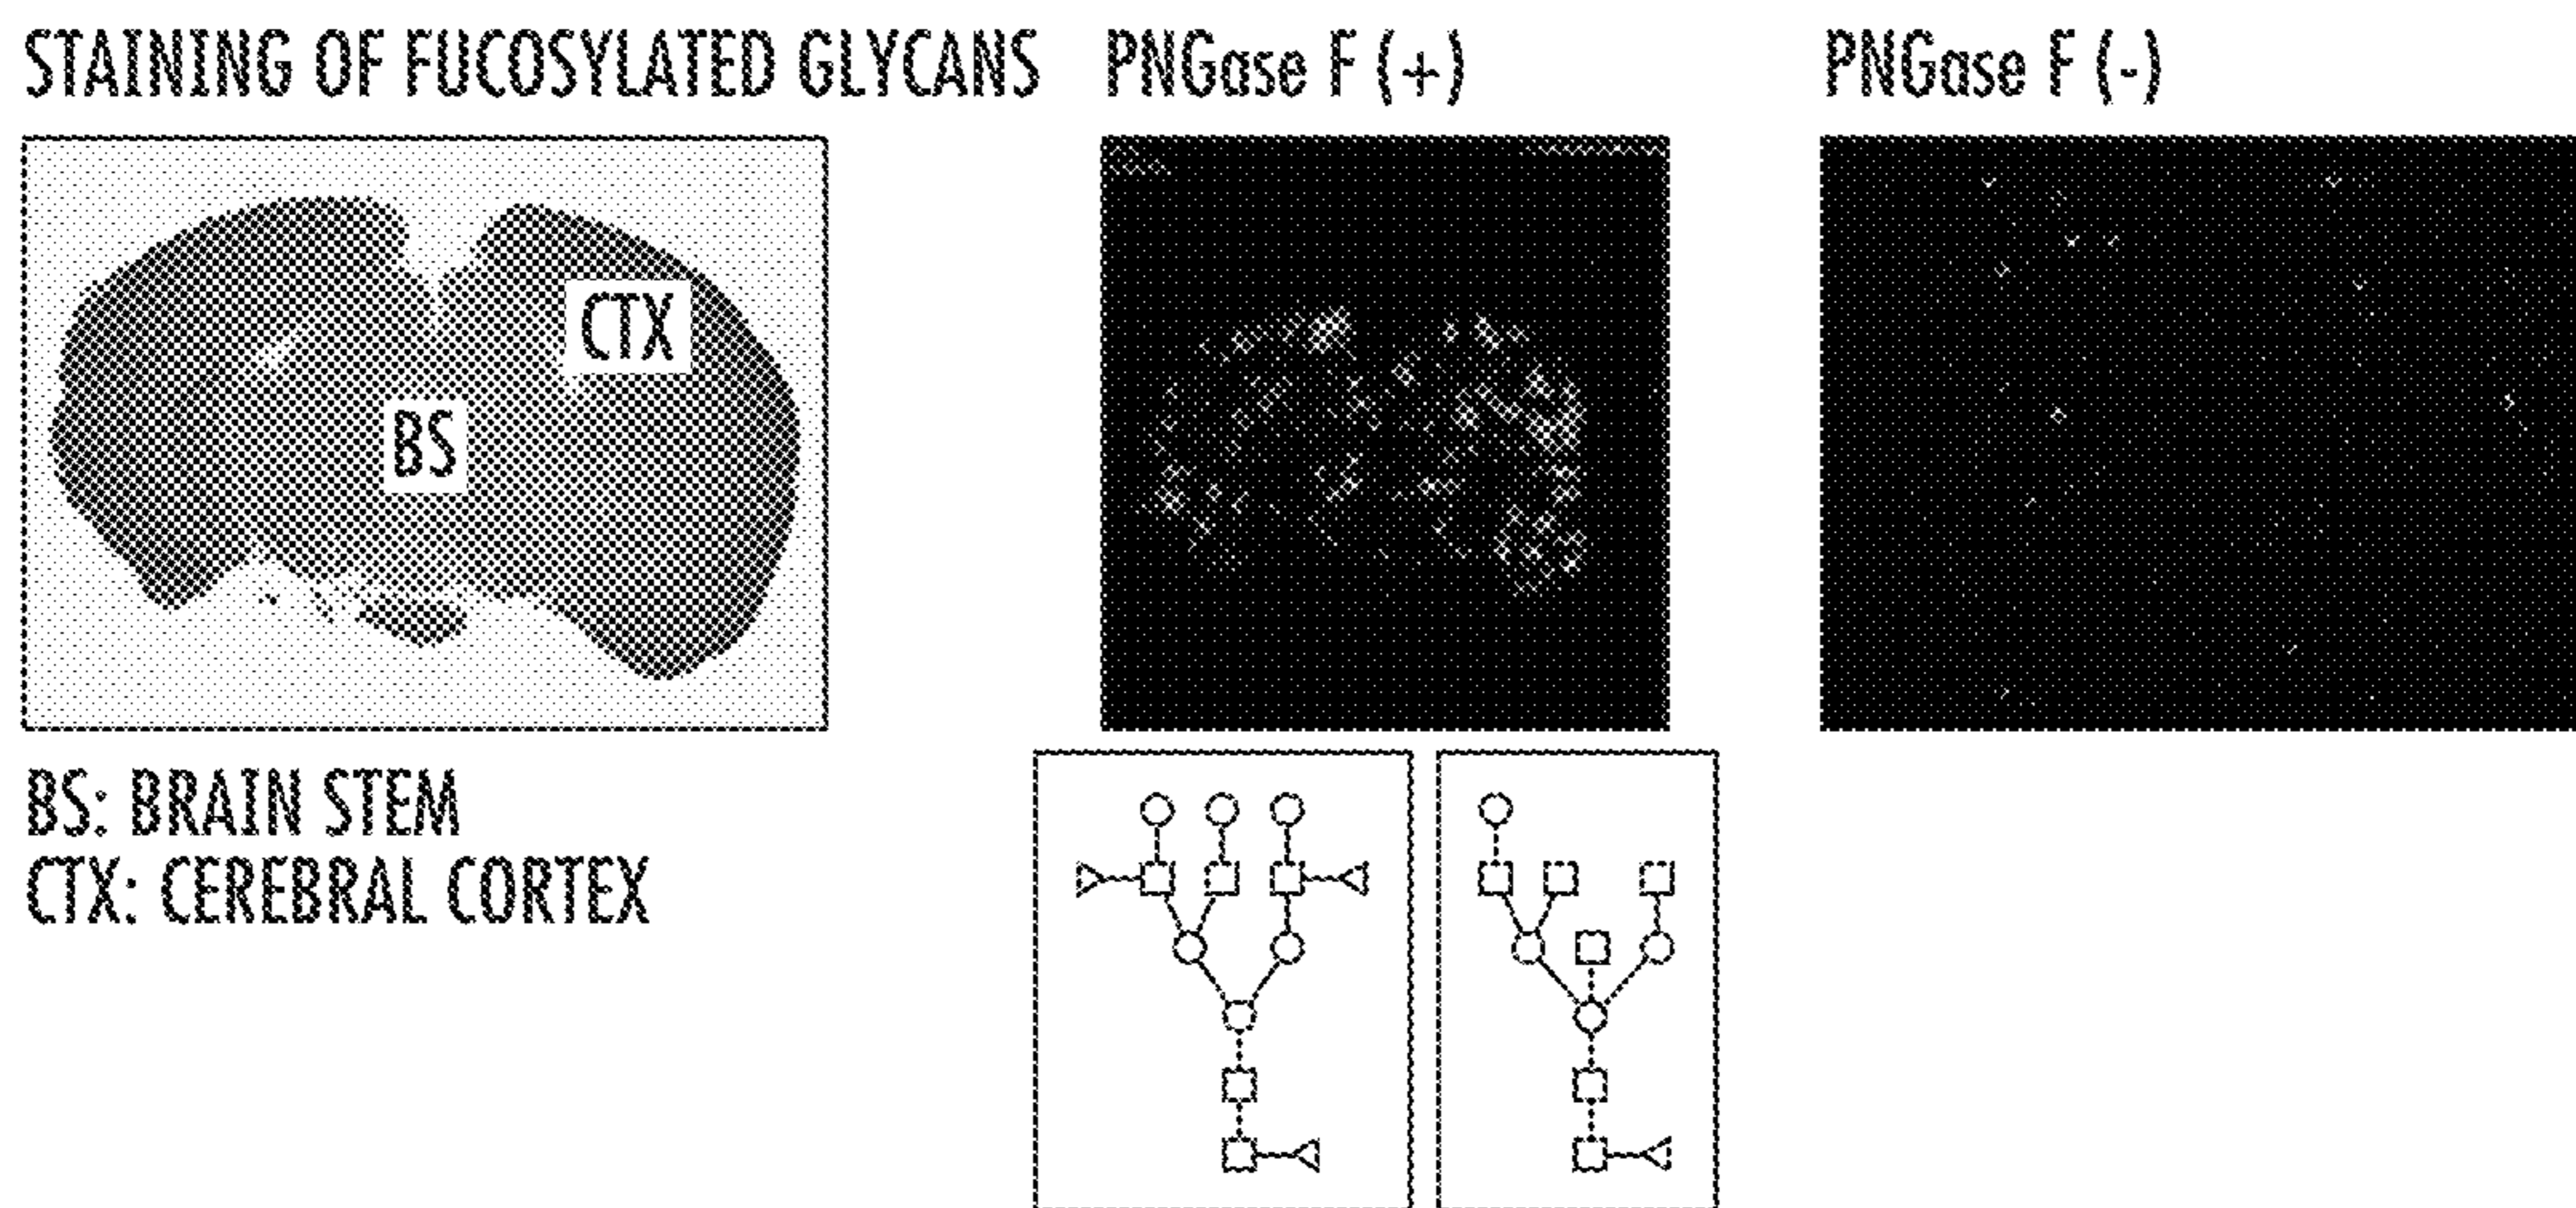 STAINING OF FUCOSYLATED GLYCANS
PNGase F (+)
PNGase F (-)
CTX
BS
BS: BRAIN STEM
CTX: CEREBRAL CORTEX